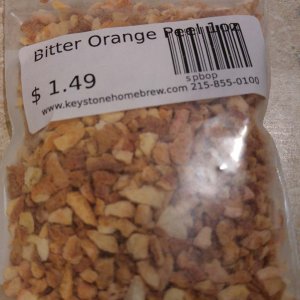 Bitter Orange Peel 1oz
$ 1.49
spbop
www.keystonehomebrew.com 215-855-0100